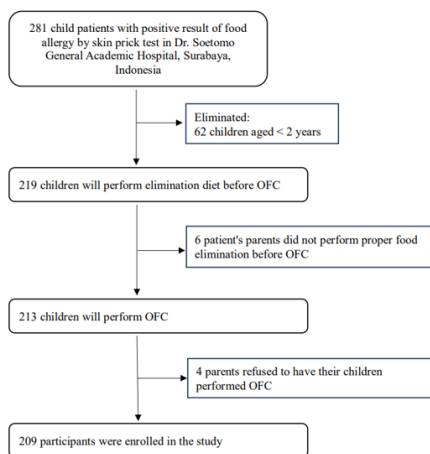 281 child patients with positive result of food
allergy by skin prick test in Dr. Soetomo
General Academic Hospital, Surabaya,
Indonesia
Eliminated:
62 children aged < 2 years
219 children will perform elimination diet before OFC
6 patient's parents did not perform proper food
elimination before OFC
213 children will perform OFC
4 parents refused to have their children
performed OFC
209 participants were enrolled in the study